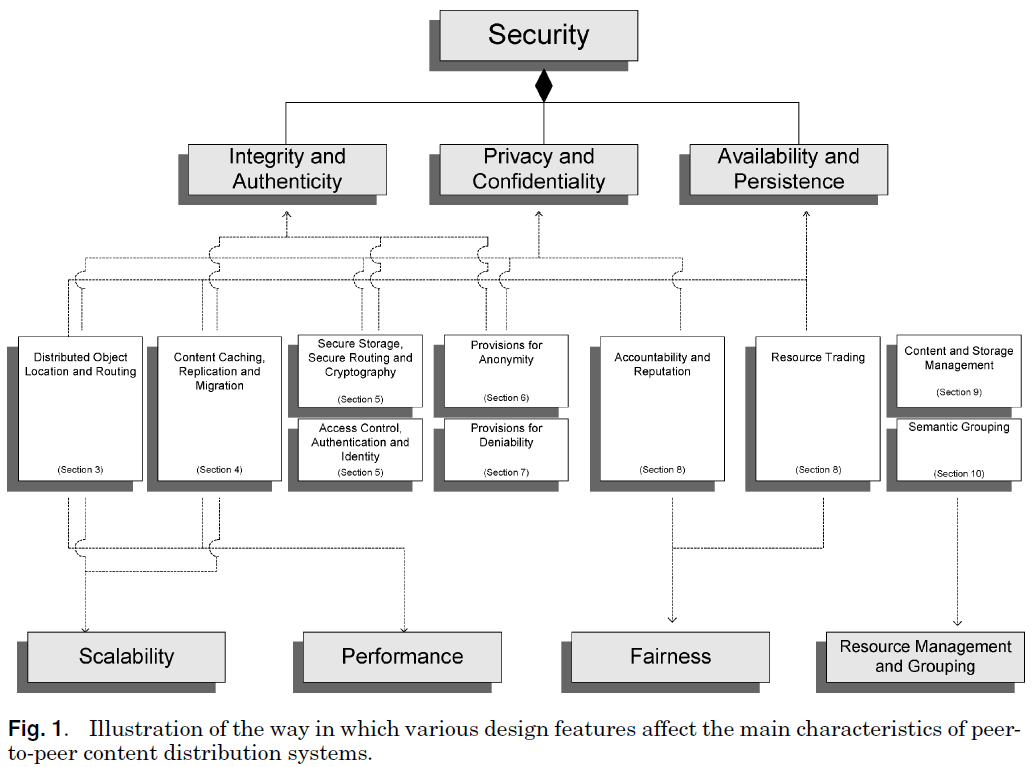 Security
Integrity and
Authenticity
Privacy and
Confidentiality
Availability and
Persistence
Distributed Object
Location and Routing
(Section 3)
Content Caching,
Replication and
Migration
(Section 4)
Secure Storage,
Secure Routing and
Cryptography
(Section 5)
Access Control,
Authentication and
Identity
(Section 5)
Provisions for
Anonymity
(Section 6)
Provisions for
Deniability
(Section 7)
Accountability and
Reputation
(Section 8)
Resource Trading
(Section 8)
Content and Storage
Management
(Section 9)
Semantic Grouping
(Section 10)
Scalability
Performance
Fairness
Resource Management
and Grouping
Fig. 1. Illustration of the way in which various design features affect the main characteristics of peer-
to-peer content distribution systems.